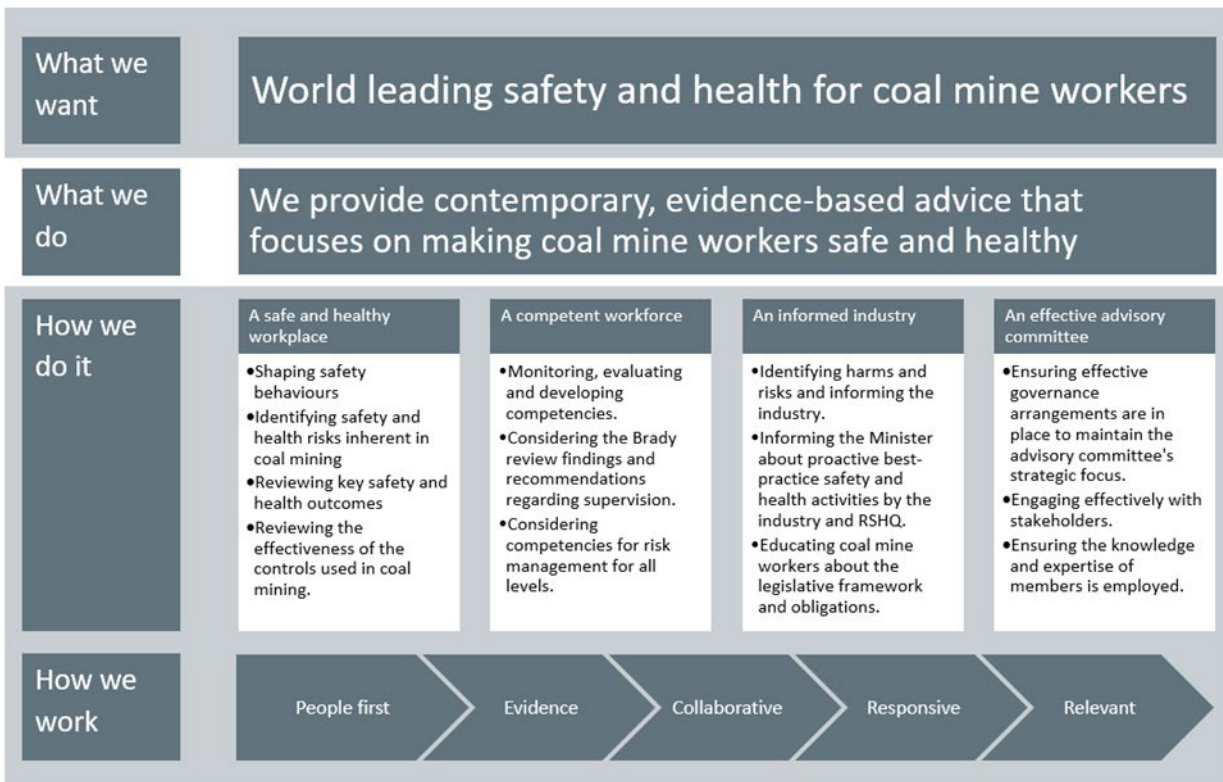 What we
want
World leading safety and health for coal mine workers
What we
do
We provide contemporary, evidence-based advice that
focuses on making coal mine workers safe and healthy
How we
do it
A safe and healthy
workplace
•Shaping safety
behaviours
•Identifying safety and
health risks inherent in
coal mining
•Reviewing key safety and
health outcomes
•Reviewing the
effectiveness of the
controls used in coal
mining.
A competent workforce
•Monitoring, evaluating
and developing
competencies.
•Considering the Brady
review findings and
recommendations
regarding supervision.
•Considering
competencies for risk
management for all
levels.
An informed industry
•Identifying harms and
risks and informing the
industry.
•Informing the Minister
about proactive best-
practice safety and
health activities by the
industry and RSHQ.
•Educating coal mine
workers about the
legislative framework
and obligations.
An effective advisory
committee
•Ensuring effective
governance
arrangements are in
place to maintain the
advisory committee's
strategic focus.
•Engaging effectively with
stakeholders.
•Ensuring the knowledge
and expertise of
members is employed.
How we
work
People first
Evidence
Collaborative
Responsive
Relevant